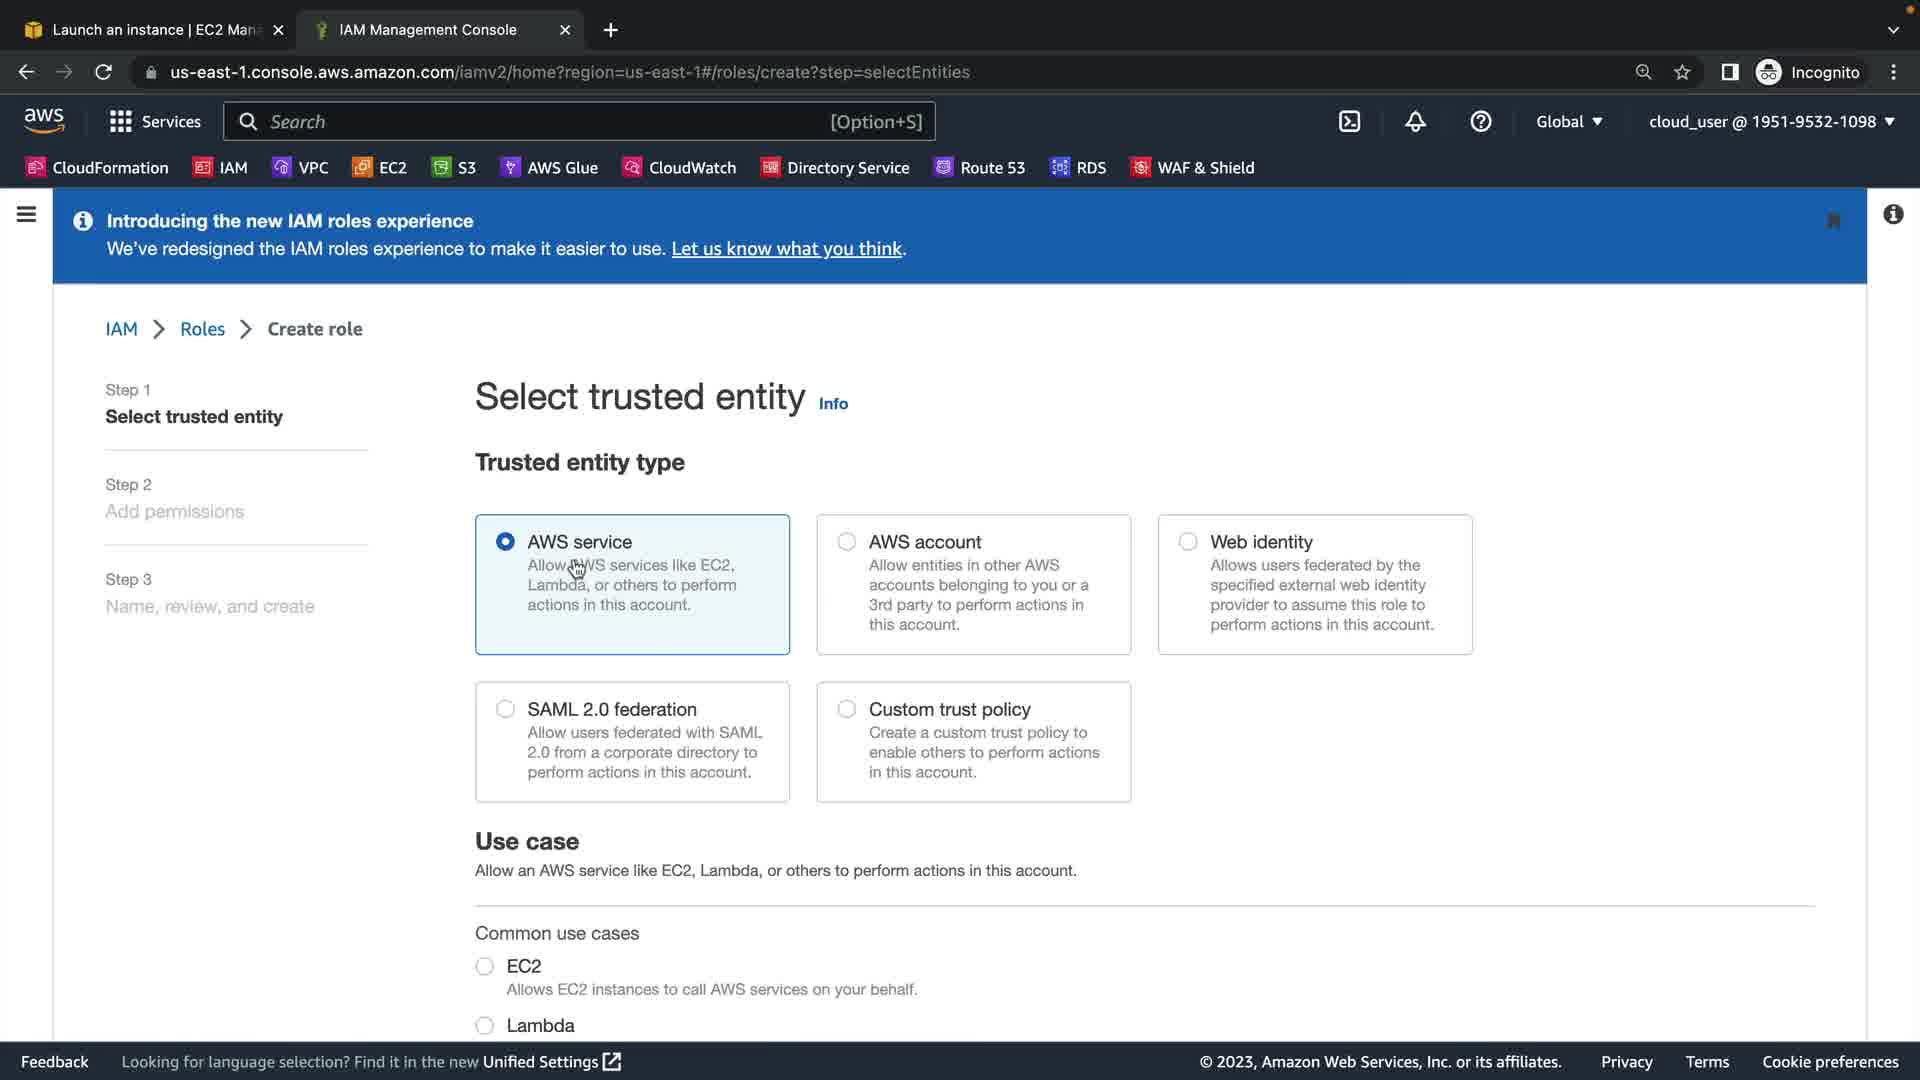 Launch an instance | EC2 Mana
IAM Management Console
us-east-1.console.aws.amazon.com/iamv2/home?region=us-east-1#/roles/create?step=selectEntities
Incognito
aws
Services
Search
[Option+S]
Global
cloud_user @ 1951-9532-1098
CloudFormation
IAM
VPC
EC2
S3
AWS Glue
CloudWatch
Directory Service
Route 53
RDS
WAF & Shield
Introducing the new IAM roles experience
We've redesigned the IAM roles experience to make it easier to use. Let us know what you think.
IAM > Roles > Create role
Step 1
Select trusted entity
Step 2
Add permissions
Step 3
Name, review, and create
Select trusted entity Info
Trusted entity type
AWS service
Allow AWS services like EC2,
Lambda, or others to perform
actions in this account.
AWS account
Allow entities in other AWS
accounts belonging to you or a
3rd party to perform actions in
this account.
Web identity
Allows users federated by the
specified external web identity
provider to assume this role to
perform actions in this account.
SAML 2.0 federation
Allow users federated with SAML
2.0 from a corporate directory to
perform actions in this account.
Custom trust policy
Create a custom trust policy to
enable others to perform actions
in this account.
Use case
Allow an AWS service like EC2, Lambda, or others to perform actions in this account.
Common use cases
EC2
Allows EC2 instances to call AWS services on your behalf.
Lambda
Feedback
Looking for language selection? Find it in the new Unified Settings
© 2023, Amazon Web Services, Inc. or its affiliates.
Privacy
Terms
Cookie preferences